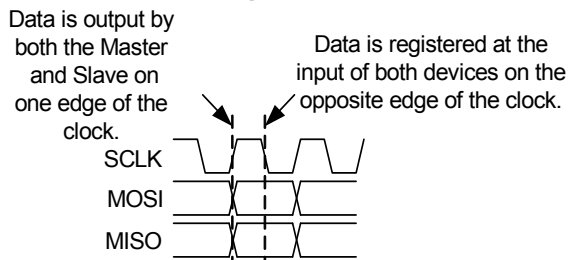 Data is output by
both the Master
and Slave on
one edge of the
clock.
Data is registered at the
input of both devices on the
opposite edge of the clock.
SCLK
MOSI
MISO